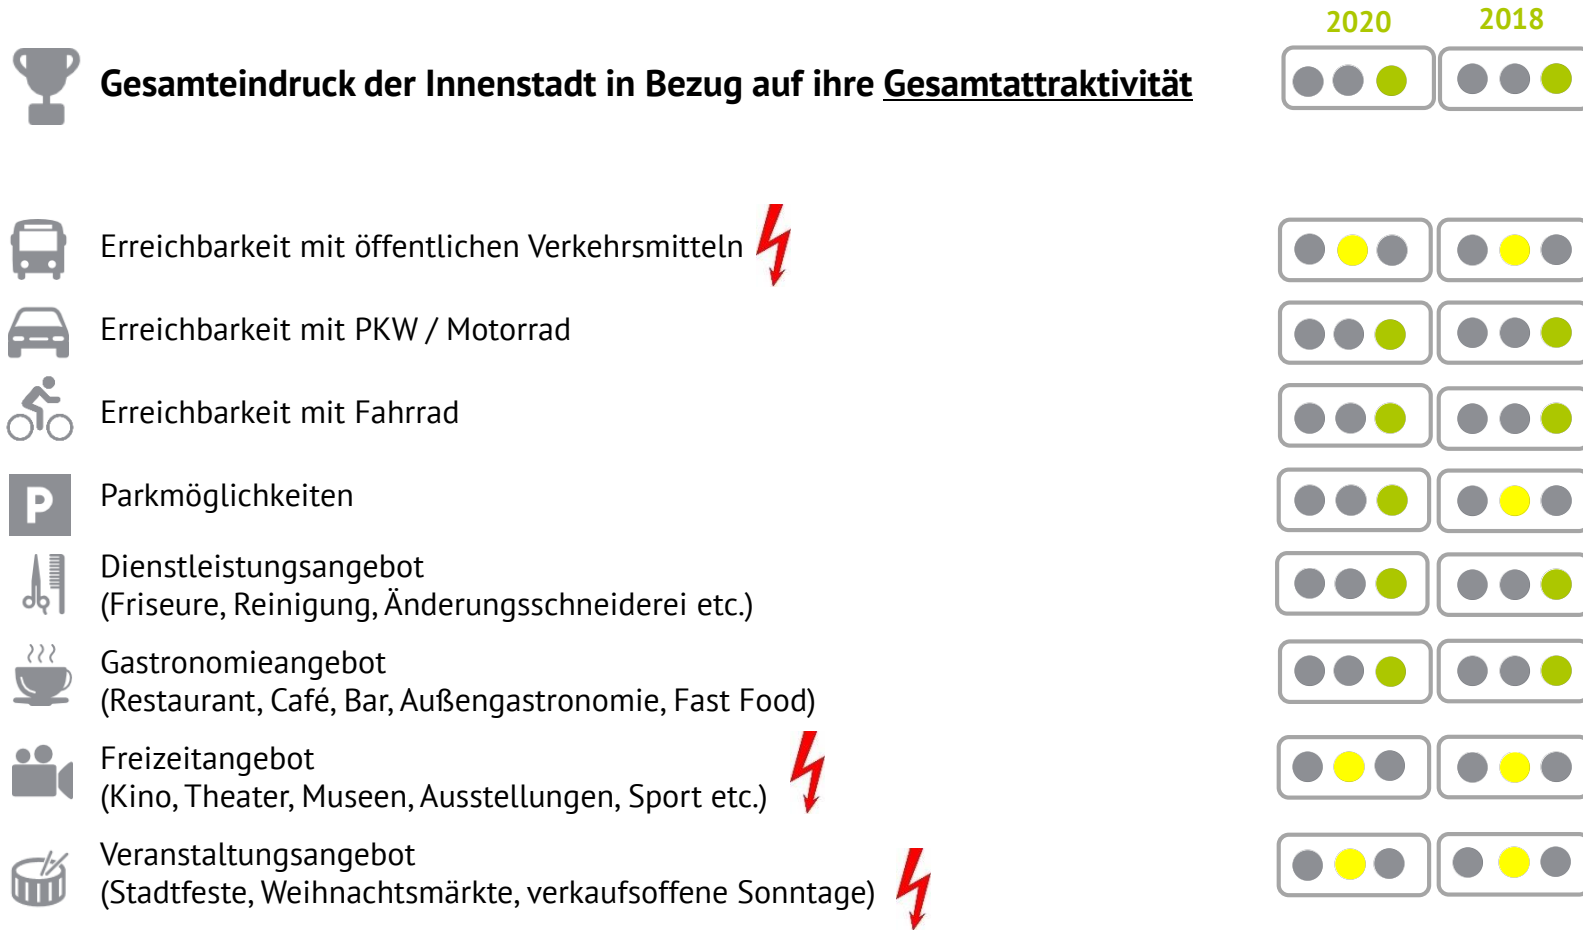 2020 2018
Gesamteindruck der Innenstadt in Bezug auf ihre Gesamtattraktivität
Erreichbarkeit mit öffentlichen Verkehrsmitteln
Erreichbarkeit mit PKW / Motorrad
Erreichbarkeit mit Fahrrad
P Parkmöglichkeiten
Dienstleistungsangebot
(Friseure, Reinigung, Änderungsschneiderei etc.)
Gastronomieangebot
(Restaurant, Café, Bar, Außengastronomie, Fast Food)
Freizeitangebot
(Kino, Theater, Museen, Ausstellungen, Sport etc.)
Veranstaltungsangebot
(Stadtfeste, Weihnachtsmärkte, verkaufsoffene Sonntage)